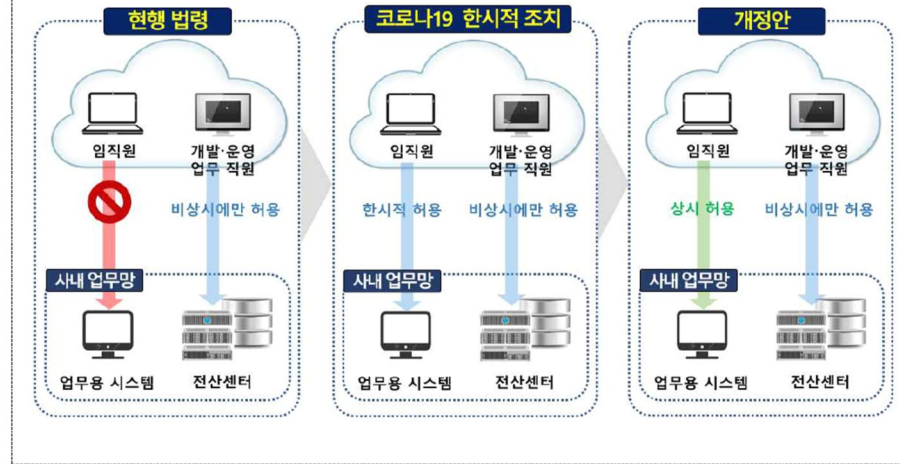 현행 법령
임직원
개발·운영
업무 직원
비상시에만 허용
사내 업무망
업무용 시스템
전산센터
코로나19 한시적 조치
임직원
개발·운영
업무 직원
한시적 허용
비상시에만 허용
사내 업무망
업무용 시스템
전산센터
개정안
임직원
개발·운영
업무 직원
상시 허용
비상시에만 허용
사내 업무망
업무용 시스템
전산센터